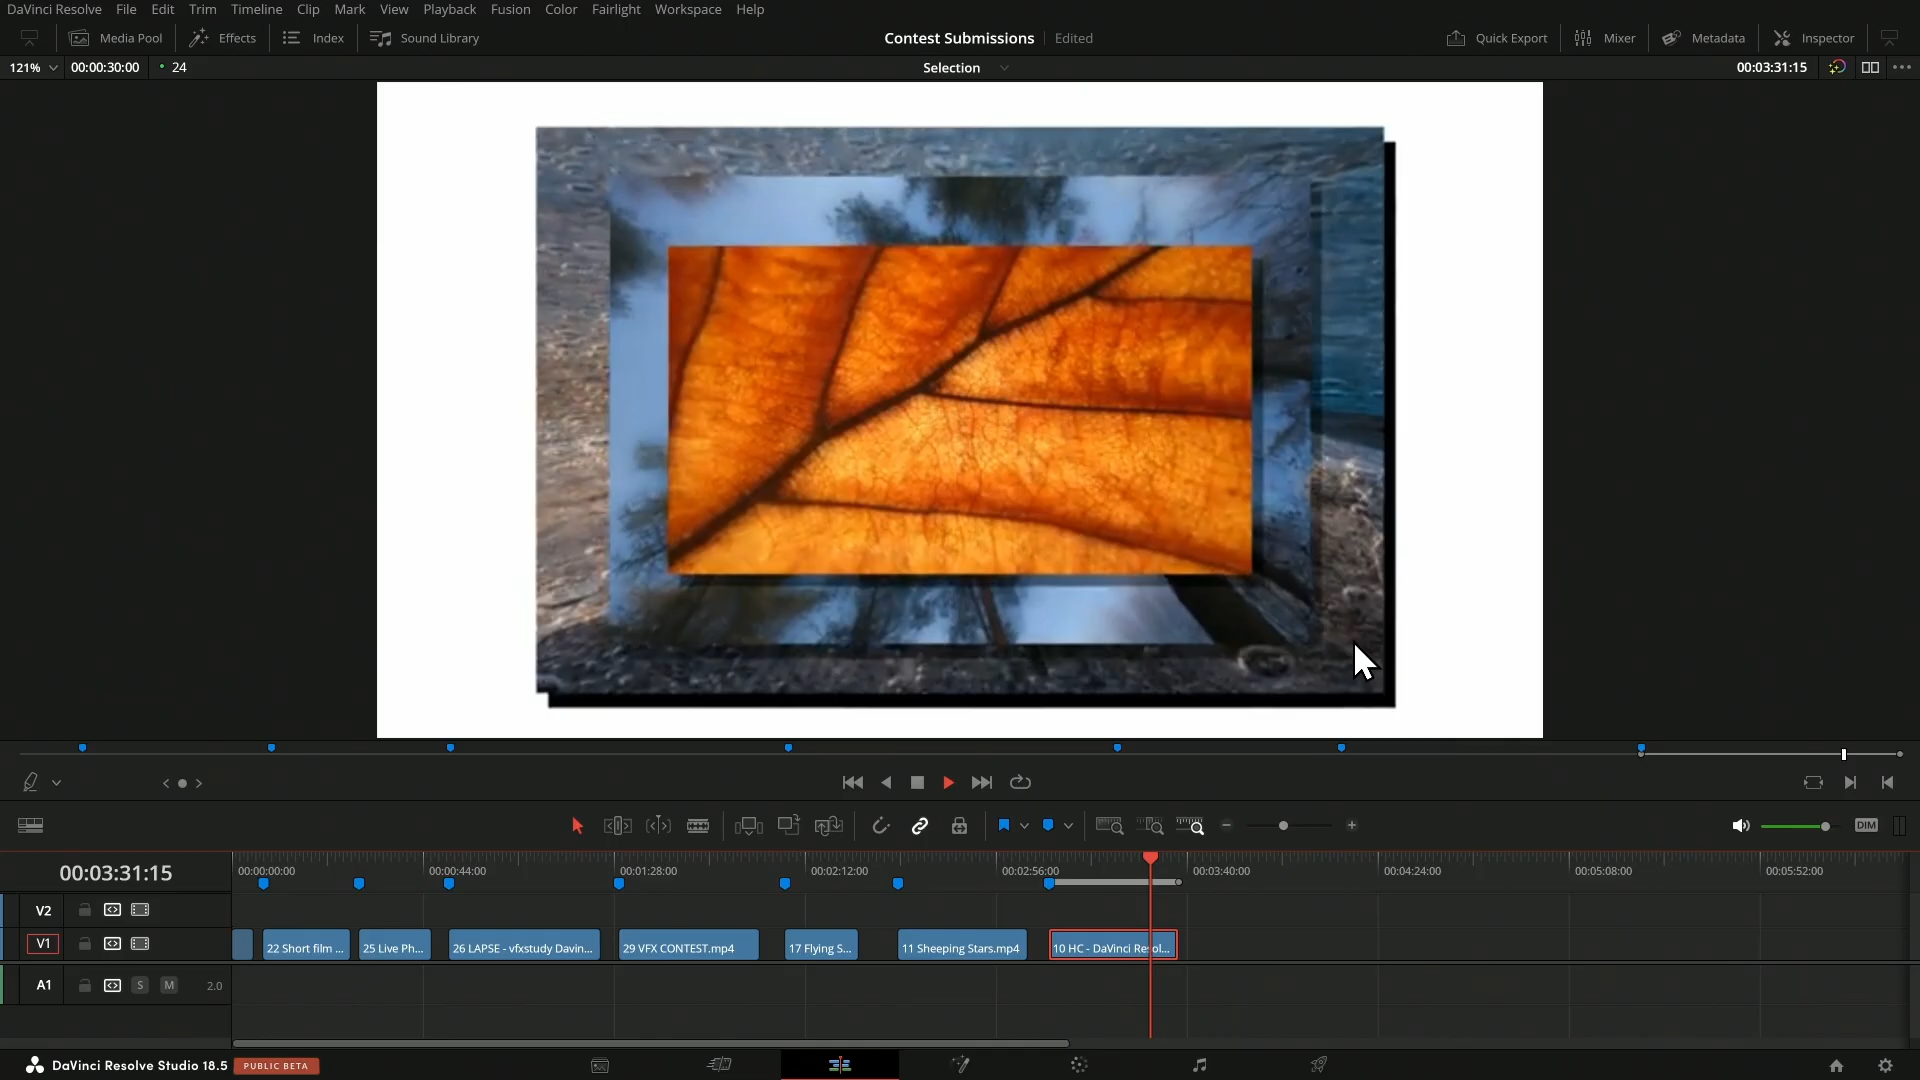 DaVinci Resolve File Edit Trim Timeline Clip Mark View Playback Fusion Color Fairlight Workspace Help
Media Pool Effects Index Sound Library Contest Submissions Edited Quick Export Mixer Metadata Inspector
121% 00:00:30:00 24 Selection 00:03:31:15
DIM
00:03:31:15 00:00:00:00 00:00:44:00 00:01:28:00 00:02:12:00 00:02:56:00 00:03:40:00 00:04:24:00 00:05:08:00 00:05:52:00
V2
V1 22 Short film ... 25 Live Ph... 26 LAPSE - vfxstudy Davin... 29 VFX CONTEST.mp4 17 Flying S... 11 Sheeping Stars.mp4 10 HC - DaVinci Resol...
A1 S M 2.0
DaVinci Resolve Studio 18.5 PUBLIC BETA